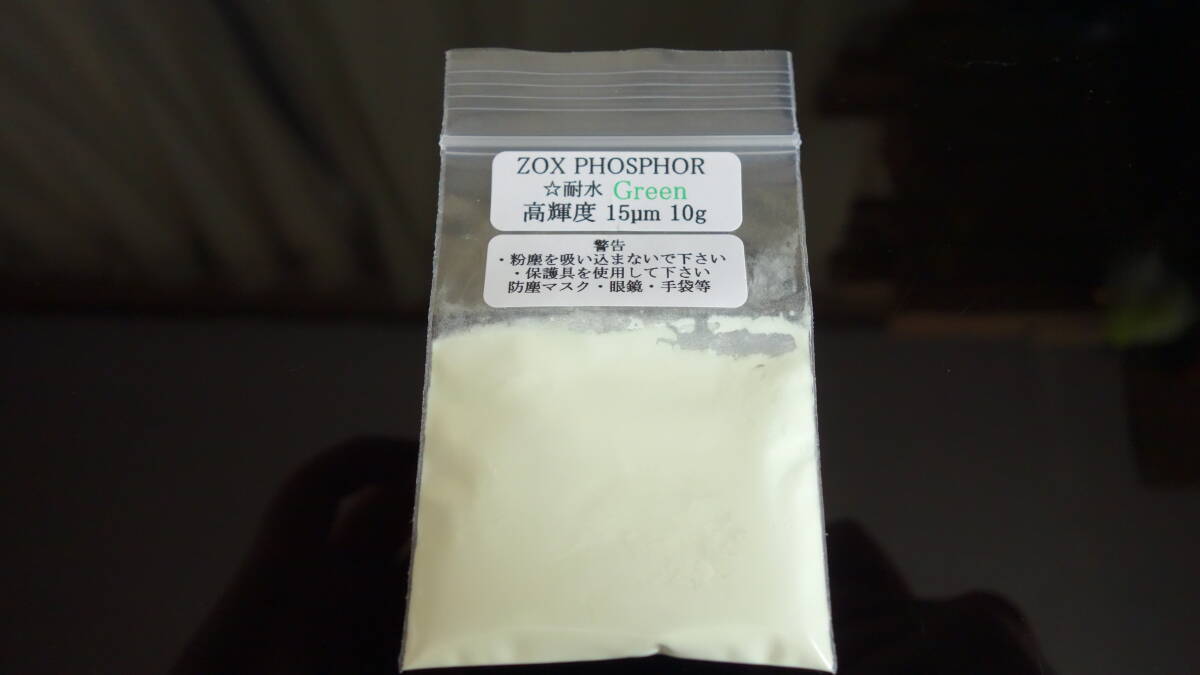 ZOX PHOSPHOR
☆耐水 Green
高輝度 15μm 10g
警告
・粉塵を吸い込まないで下さい
・保護具を使用して下さい
防塵マスク・眼鏡・手袋等